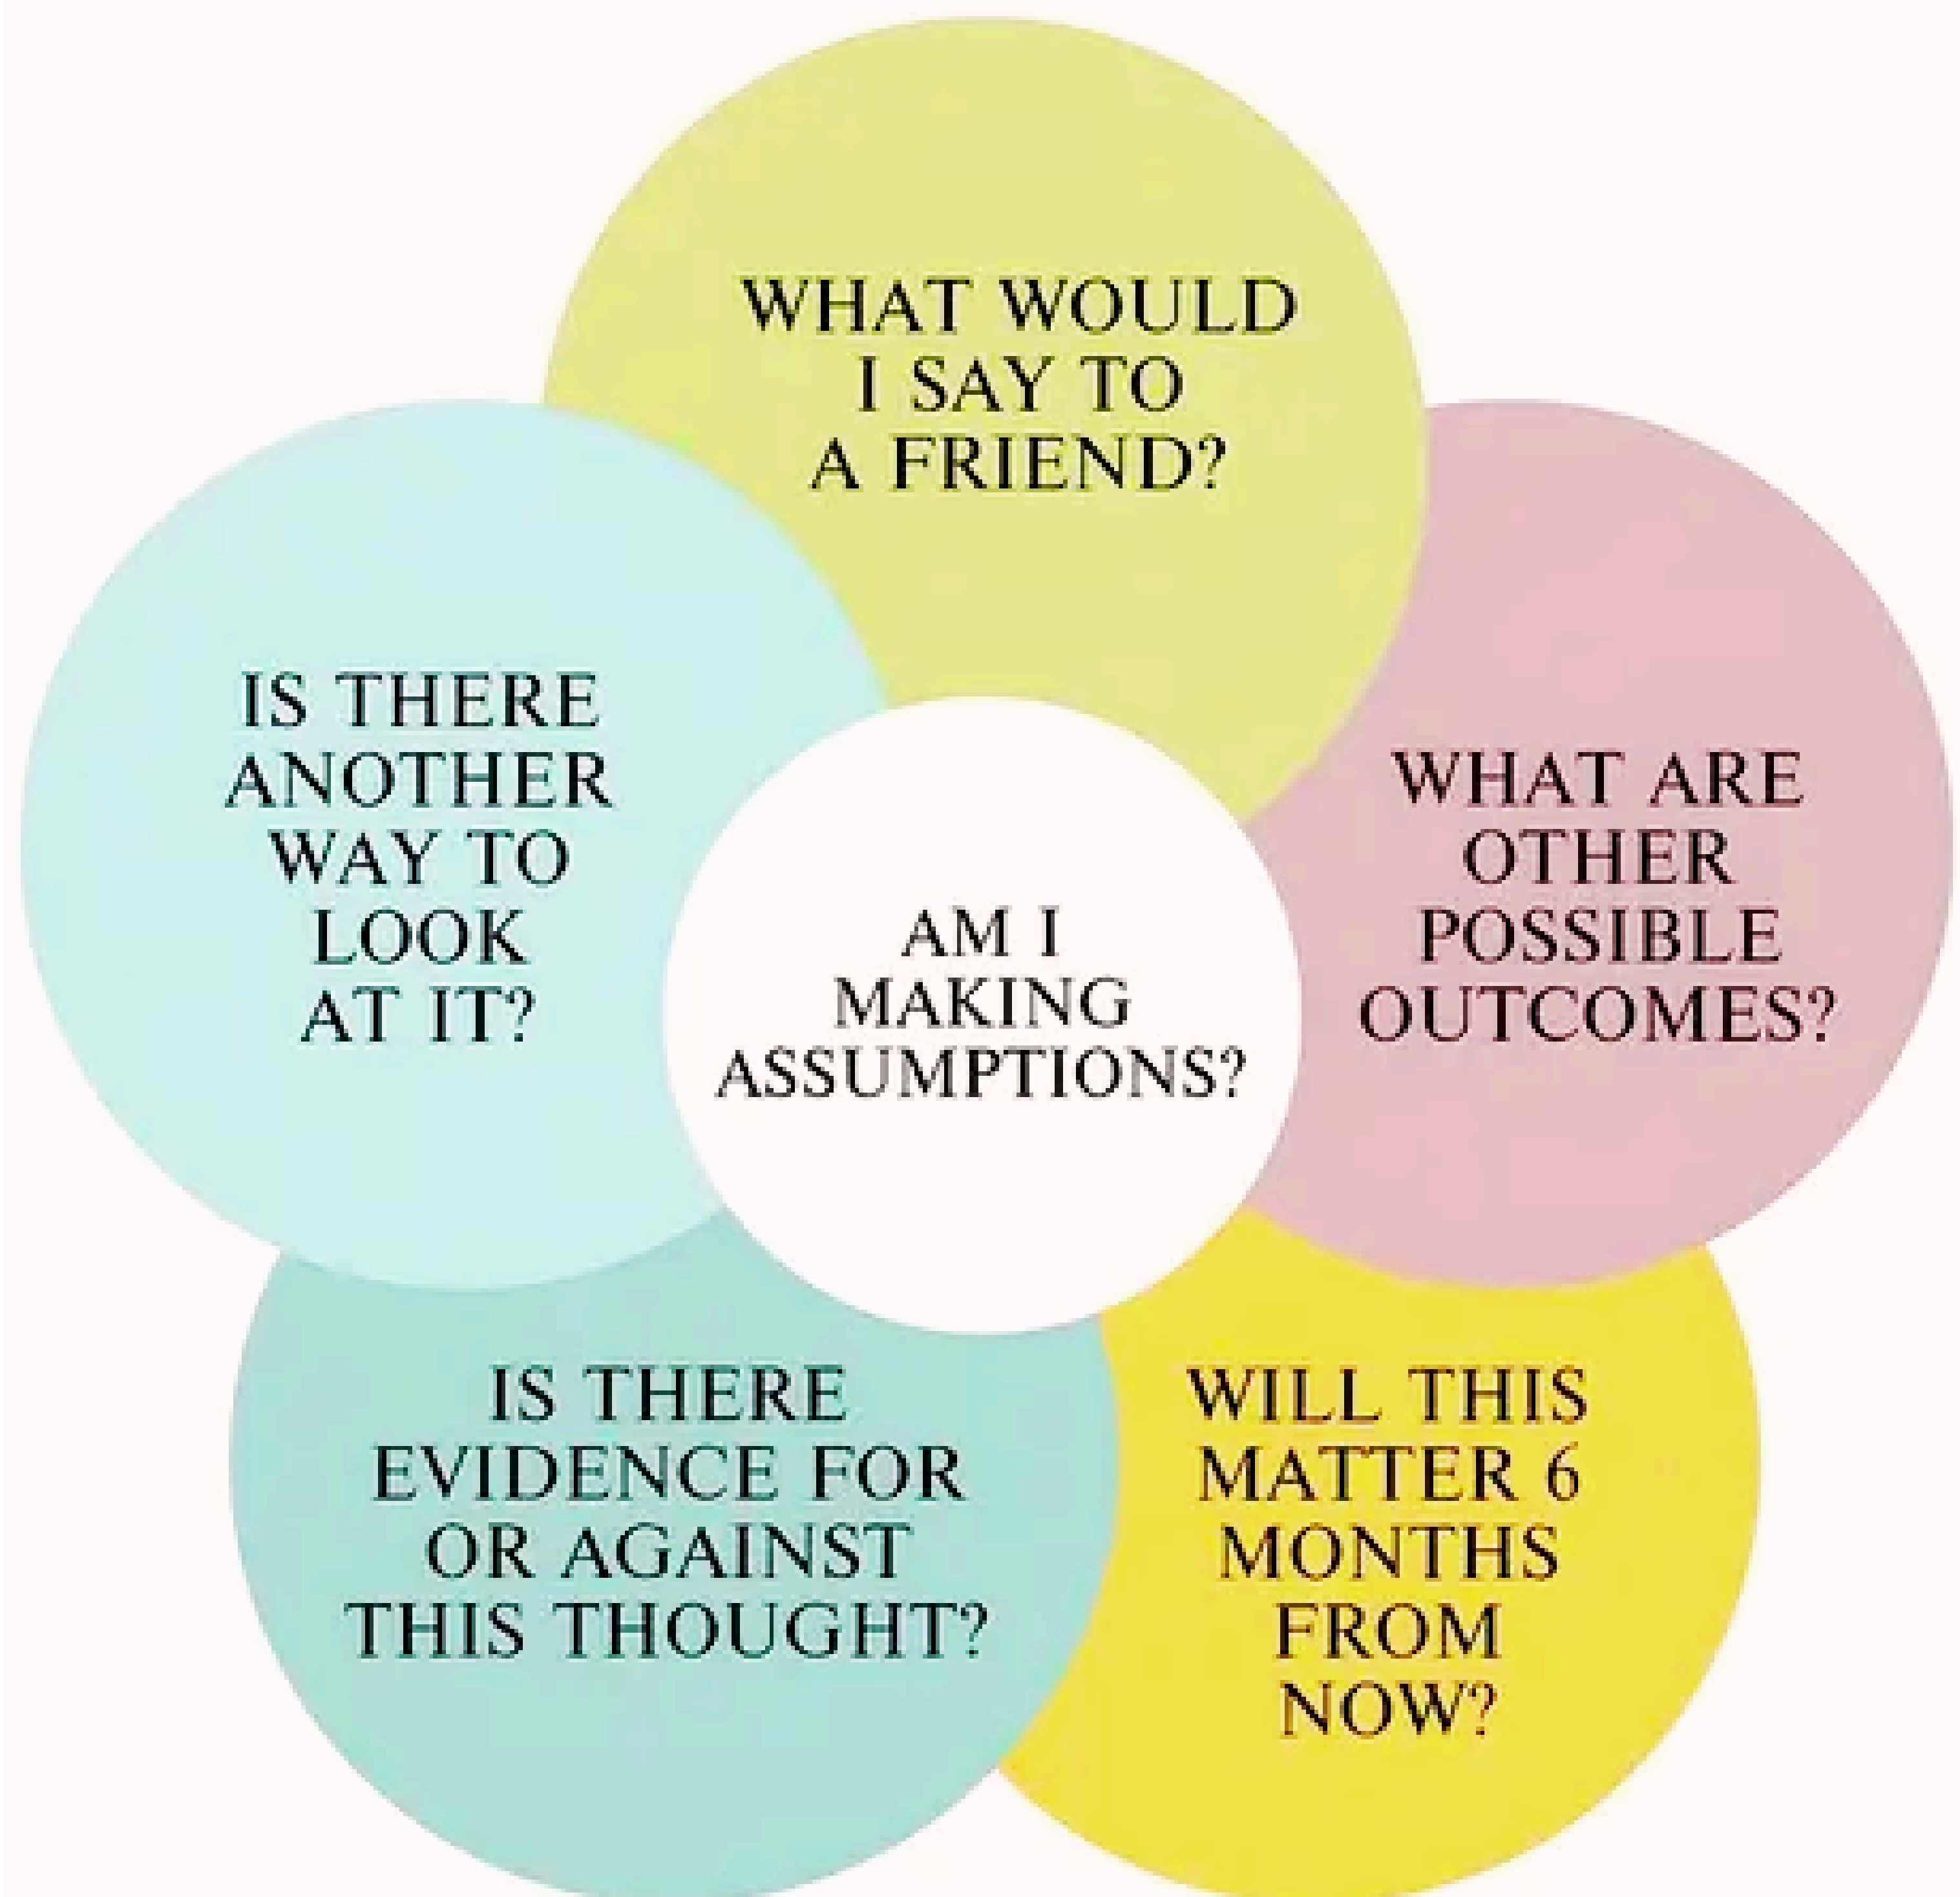 WHAT WOULD
I SAY TO
A FRIEND?
IS THERE
ANOTHER
WAY TO
LOOK
AT IT?
AM I
MAKING
ASSUMPTIONS?
WHAT ARE
OTHER
POSSIBLE
OUTCOMES?
IS THERE
EVIDENCE FOR
OR AGAINST
THIS THOUGHT?
WILL THIS
MATTER 6
MONTHS
FROM
NOW?